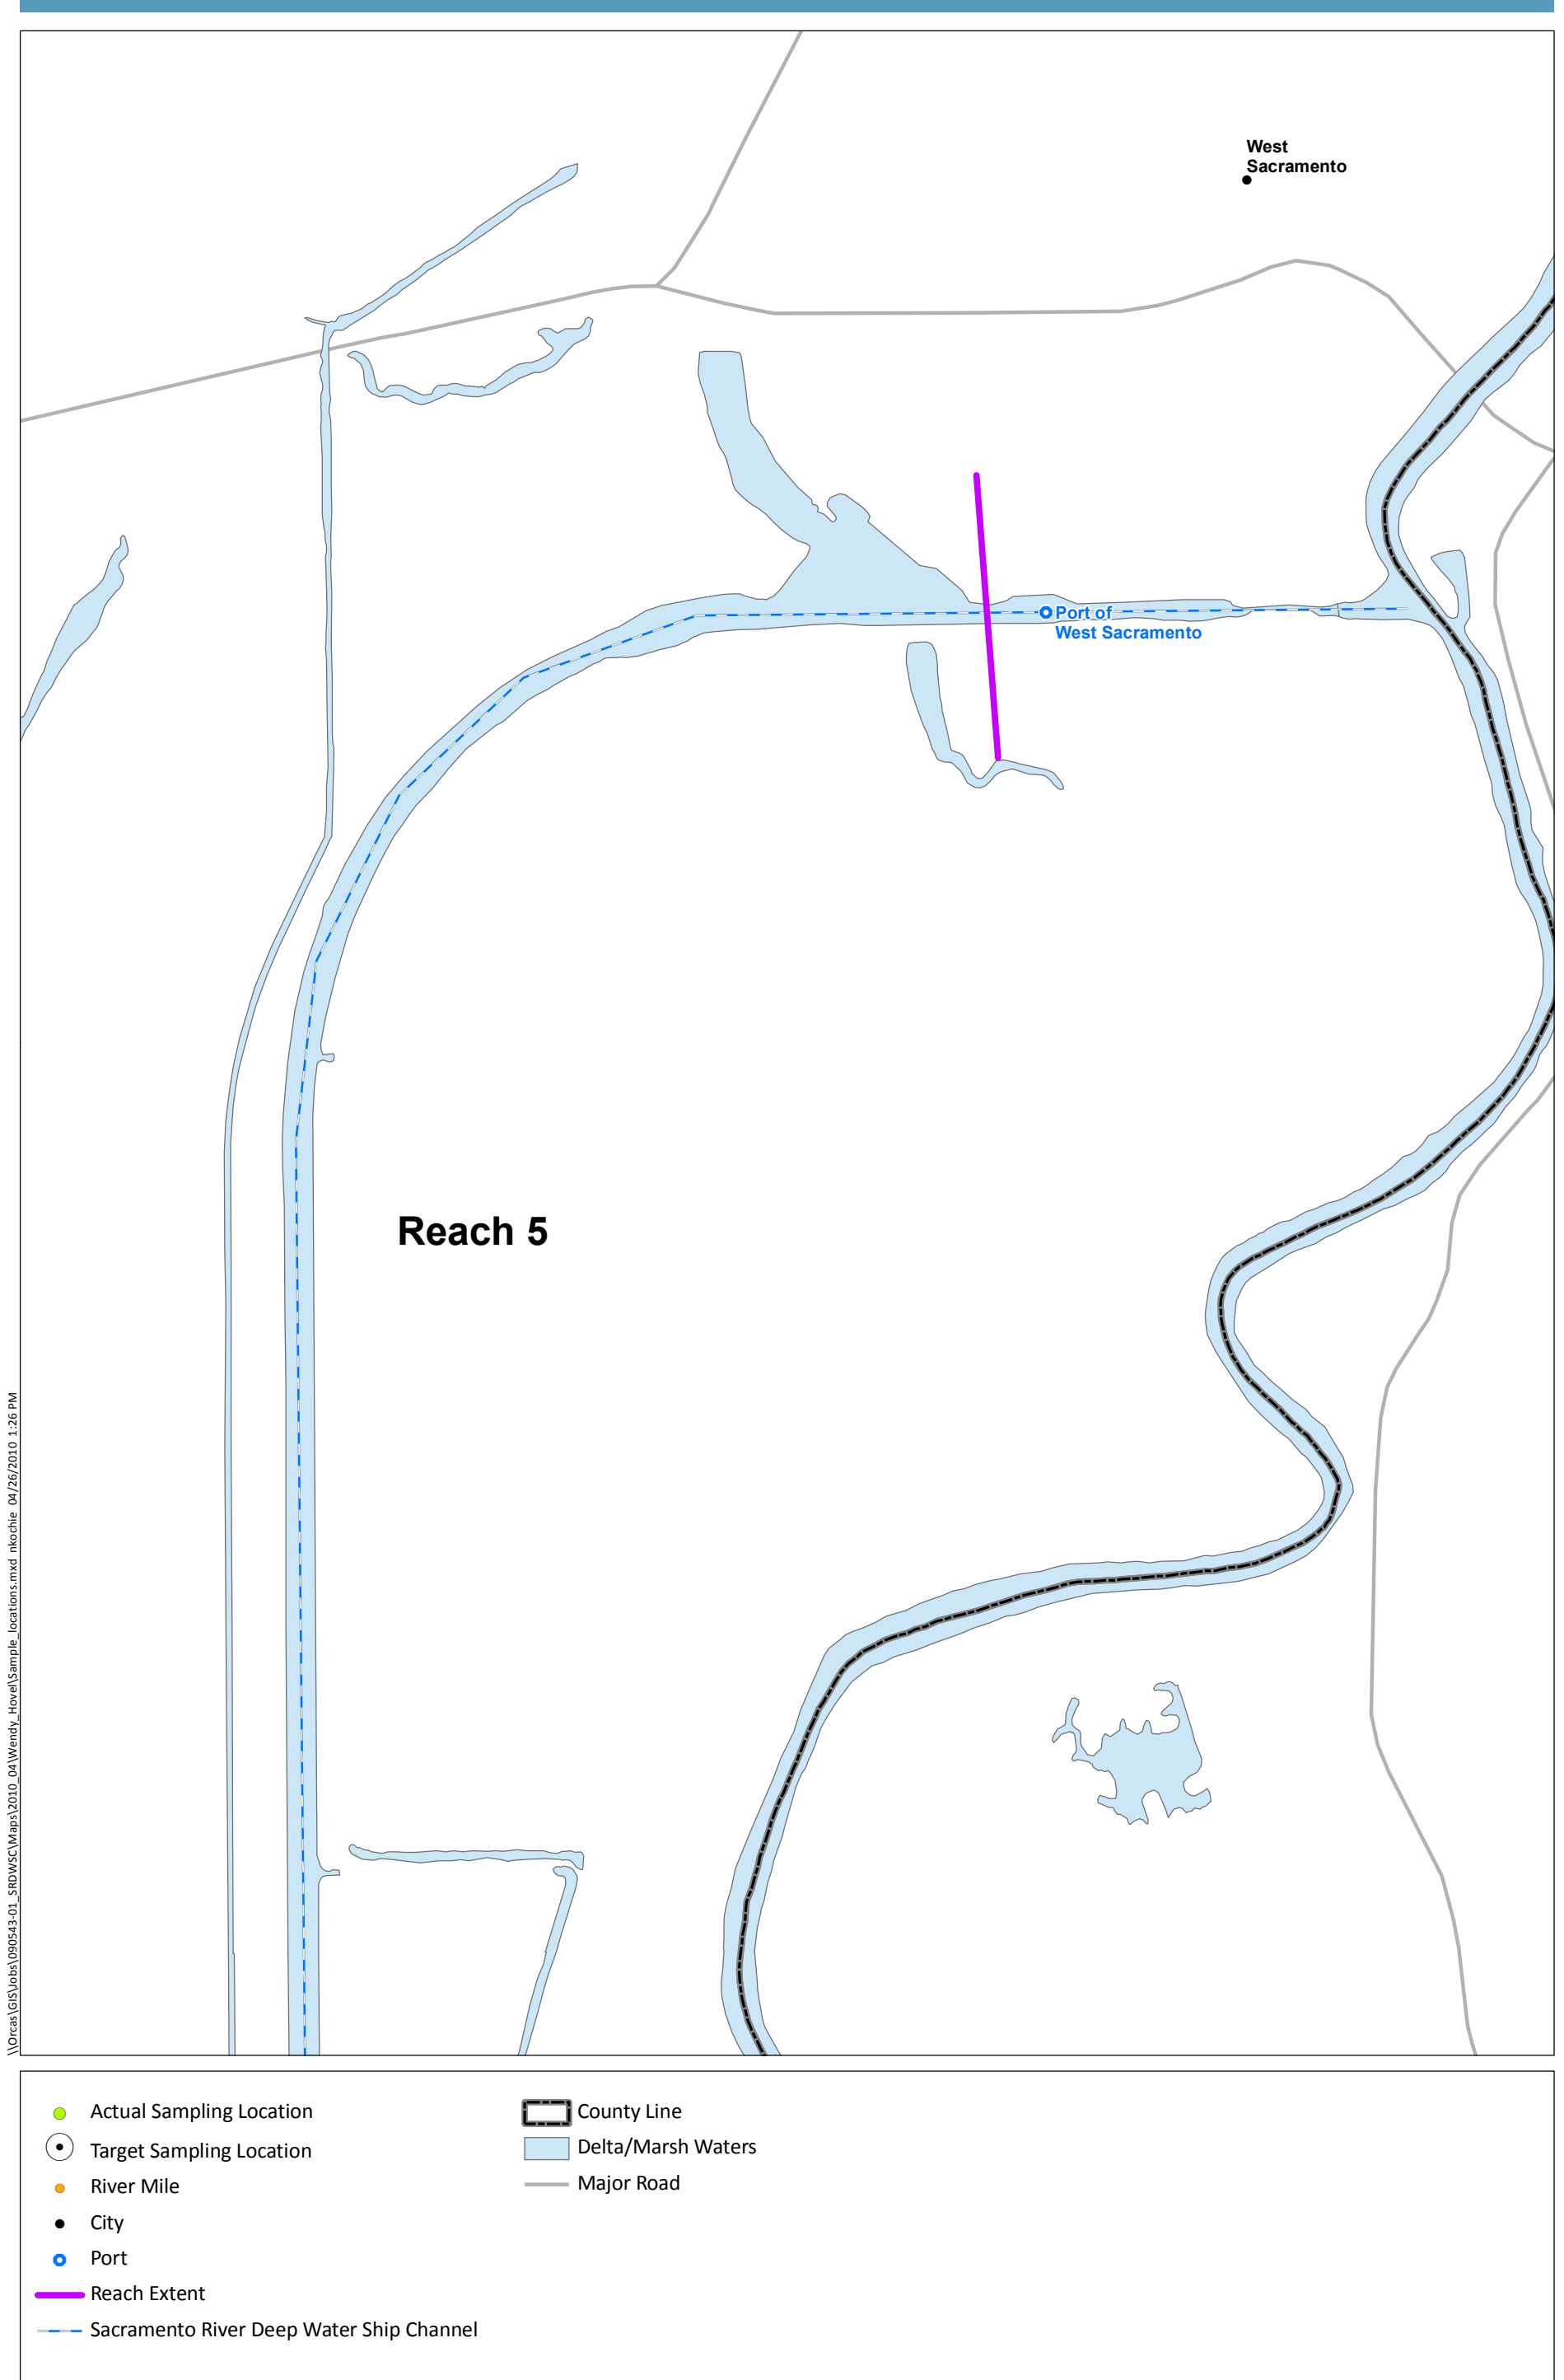 West
Sacramento
Port of
West Sacramento
Reach 5
\\Orcas\GIS\Jobs\090543-01_SRDWSC\Maps\2010_04\Wendy_Hovel\Sample_locations.mxd nkochie 04/26/2010 1:26 PM
Actual Sampling Location
Target Sampling Location
River Mile
City
Port
Reach Extent
Sacramento River Deep Water Ship Channel
County Line
Delta/Marsh Waters
Major Road